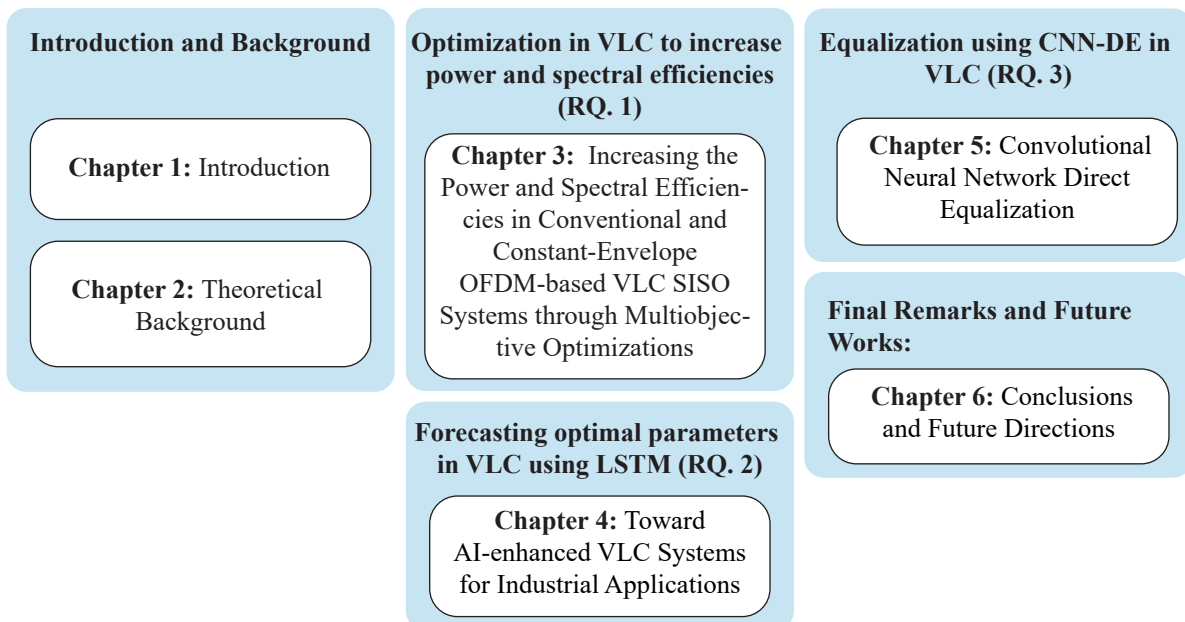 Introduction and Background
Chapter 1: Introduction
Chapter 2: Theoretical
Background
Optimization in VLC to increase
power and spectral efficiencies
(RQ. 1)
Chapter 3: Increasing the
Power and Spectral Efficien-
cies in Conventional and
Constant-Envelope
OFDM-based VLC SISO
Systems through Multiobjec-
tive Optimizations
Forecasting optimal parameters
in VLC using LSTM (RQ. 2)
Chapter 4: Toward
AI-enhanced VLC Systems
for Industrial Applications
Equalization using CNN-DE in
VLC (RQ. 3)
Chapter 5: Convolutional
Neural Network Direct
Equalization
Final Remarks and Future
Works:
Chapter 6: Conclusions
and Future Directions